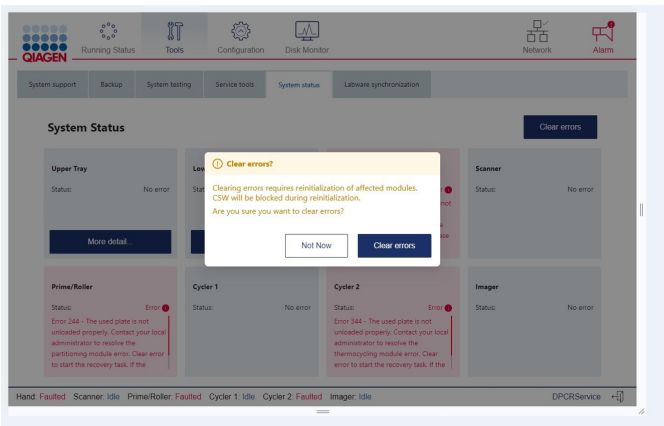 QIAGEN
Running Status
Tools
Configuration
Disk Monitor
Network
Alarm
System support
Backup
System testing
Service tools
System status
Labware synchronization
System Status
Clear errors
Upper Tray
Status: No error
More detail...
Clear errors?
Clearing errors requires reinitialization of affected modules.
CSW will be blocked during reinitialization.
Are you sure you want to clear errors?
Not Now
Clear errors
Scanner
Status: No error
Prime/Roller
Status: Error
Error 244 - The used plate is not
unloaded properly. Contact your local
administrator to resolve the
partitioning module error. Clear error
to start the recovery task. If the
Cycler 1
Status: No error
Cycler 2
Status: Error
Error 344 - The used plate is not
unloaded properly. Contact your local
administrator to resolve the
thermocycling module error. Clear
error to start the recovery task. If the
Imager
Status: No error
Hand: Faulted Scanner: Idle Prime/Roller: Faulted Cycler 1: Idle Cycler 2: Faulted Imager: Idle DPCRService